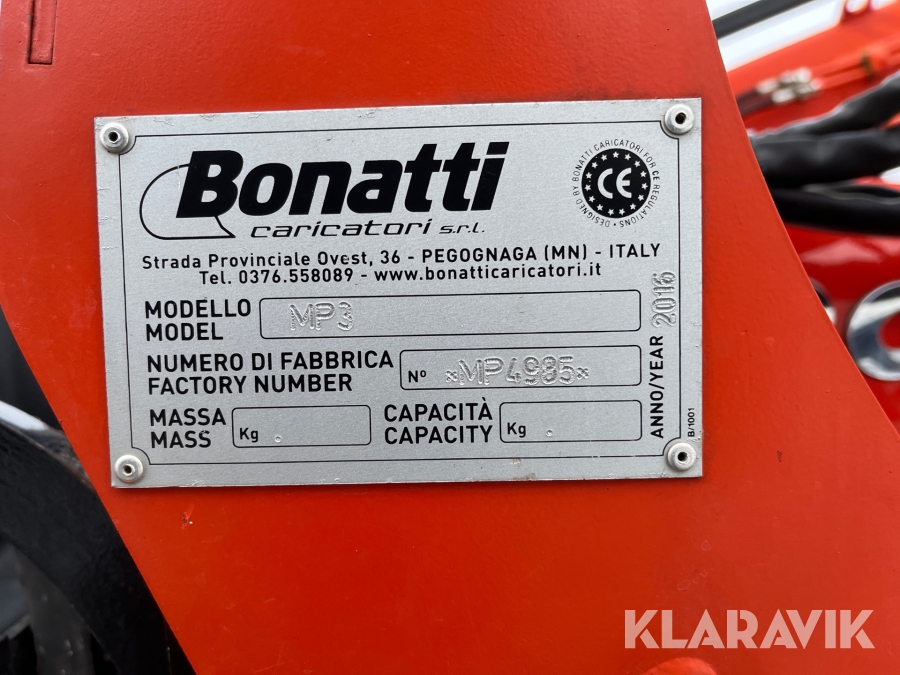 Bonatti
caricatori s.r.l.
DESIGNED BY BONATTI CARICATORI FOR CE REGULATIONS •
CE
Strada Provinciale Ovest, 36 - PEGOGNAGA (MN) - ITALY
Tel. 0376.558089 - www.bonatticaricatori.it
MODELLO
MODEL
MP3
NUMERO DI FABBRICA
FACTORY NUMBER
N° *MP4985*
MASSA
MASS
Kg.
CAPACITÀ
CAPACITY
Kg.
ANNO/YEAR 2016
B/1001
KLARAVIK